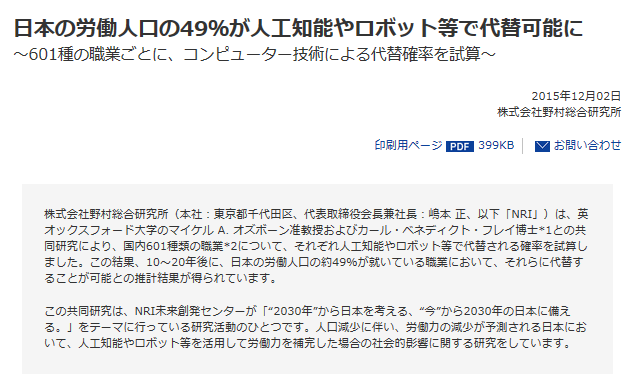 日本の労働人口の49%が人工知能やロボット等で代替可能に
~601種の職業ごとに、コンピューター技術による代替確率を試算~
2015年12月02日
株式会社野村総合研究所
印刷用ページ PDF 399KB お問い合わせ
株式会社野村総合研究所(本社：東京都千代田区、代表取締役会長兼社長：嶋本 正、以下「NRI」)は、英
オックスフォード大学のマイケル A. オズボーン准教授およびカール・ベネディクト・フレイ博士*1との共
同研究により、国内601種類の職業*2について、それぞれ人工知能やロボット等で代替される確率を試算し
ました。この結果、10～20年後に、日本の労働人口の約49%が就いている職業において、それらに代替す
ることが可能との推計結果が得られています。
この共同研究は、NRI未来創発センターが「“2030年”から日本を考える、“今”から2030年の日本に備え
る。」をテーマに行っている研究活動のひとつです。人口減少に伴い、労働力の減少が予測される日本にお
いて、人工知能やロボット等を活用して労働力を補完した場合の社会的影響に関する研究をしています。